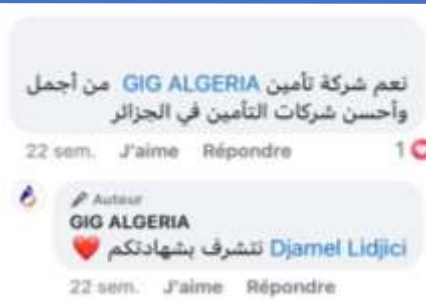 نعم شركة تأمين GIG ALGERIA من أجمل
وأحسن شركات التأمين في الجزائر
22 sem. J'aime Répondre 1
Auteur
GIG ALGERIA
Djamel Lidjici نتشرف بشهادتكم ❤️
22 sem. J'aime Répondre